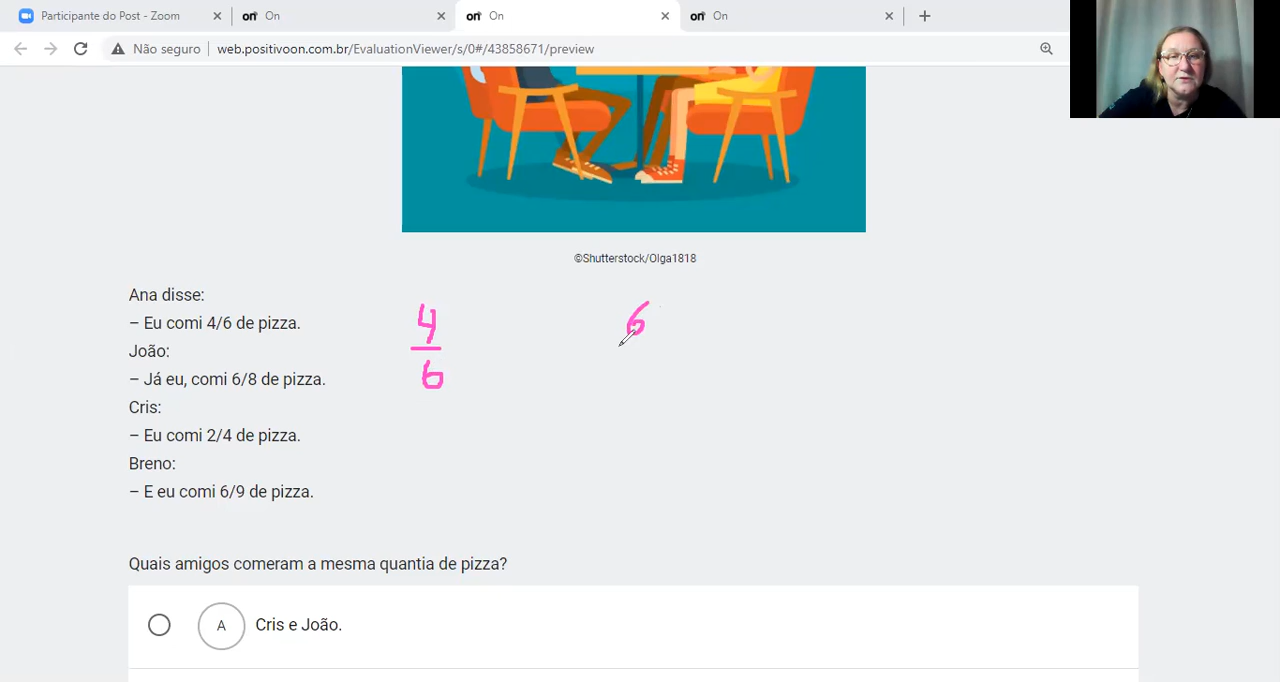 Participante do Post - Zoom
on On
on On
on On
Não seguro | web.positivoon.com.br/EvaluationViewer/s/0#/43858671/preview
©Shutterstock/Olga1818
Ana disse:
– Eu comi 4/6 de pizza.
João:
– Já eu, comi 6/8 de pizza.
Cris:
– Eu comi 2/4 de pizza.
Breno:
– E eu comi 6/9 de pizza.
4
6
6
Quais amigos comeram a mesma quantia de pizza?
A Cris e João.